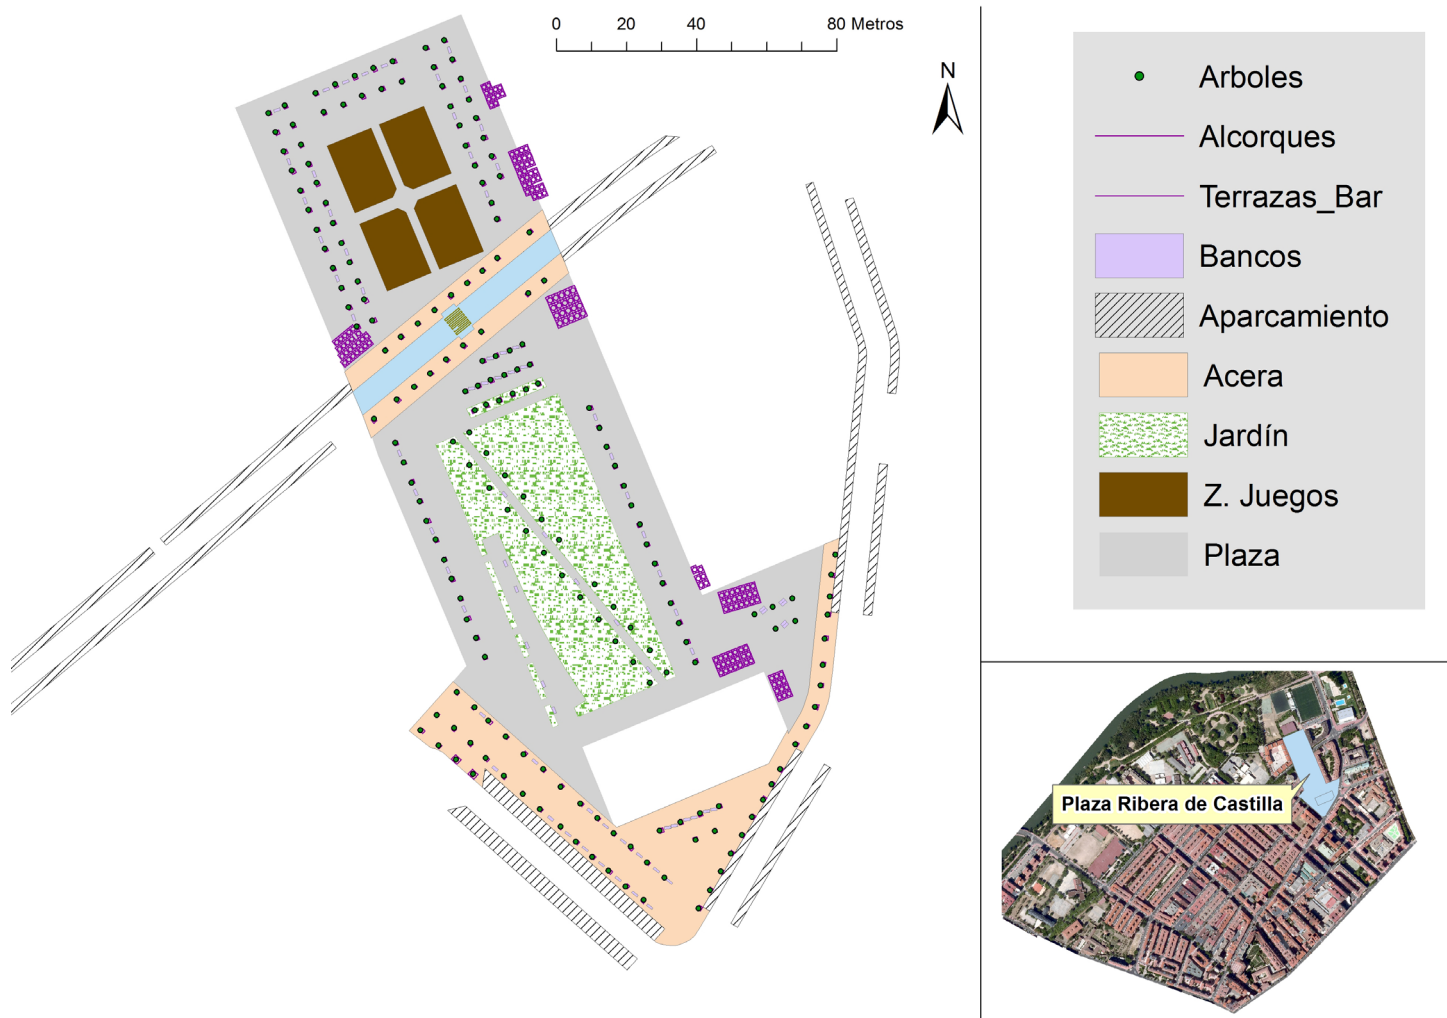 0 20 40 80 Metros
N
Arboles
Alcorques
Terrazas_Bar
Bancos
Aparcamiento
Acera
Jardín
Z. Juegos
Plaza
Plaza Ribera de Castilla